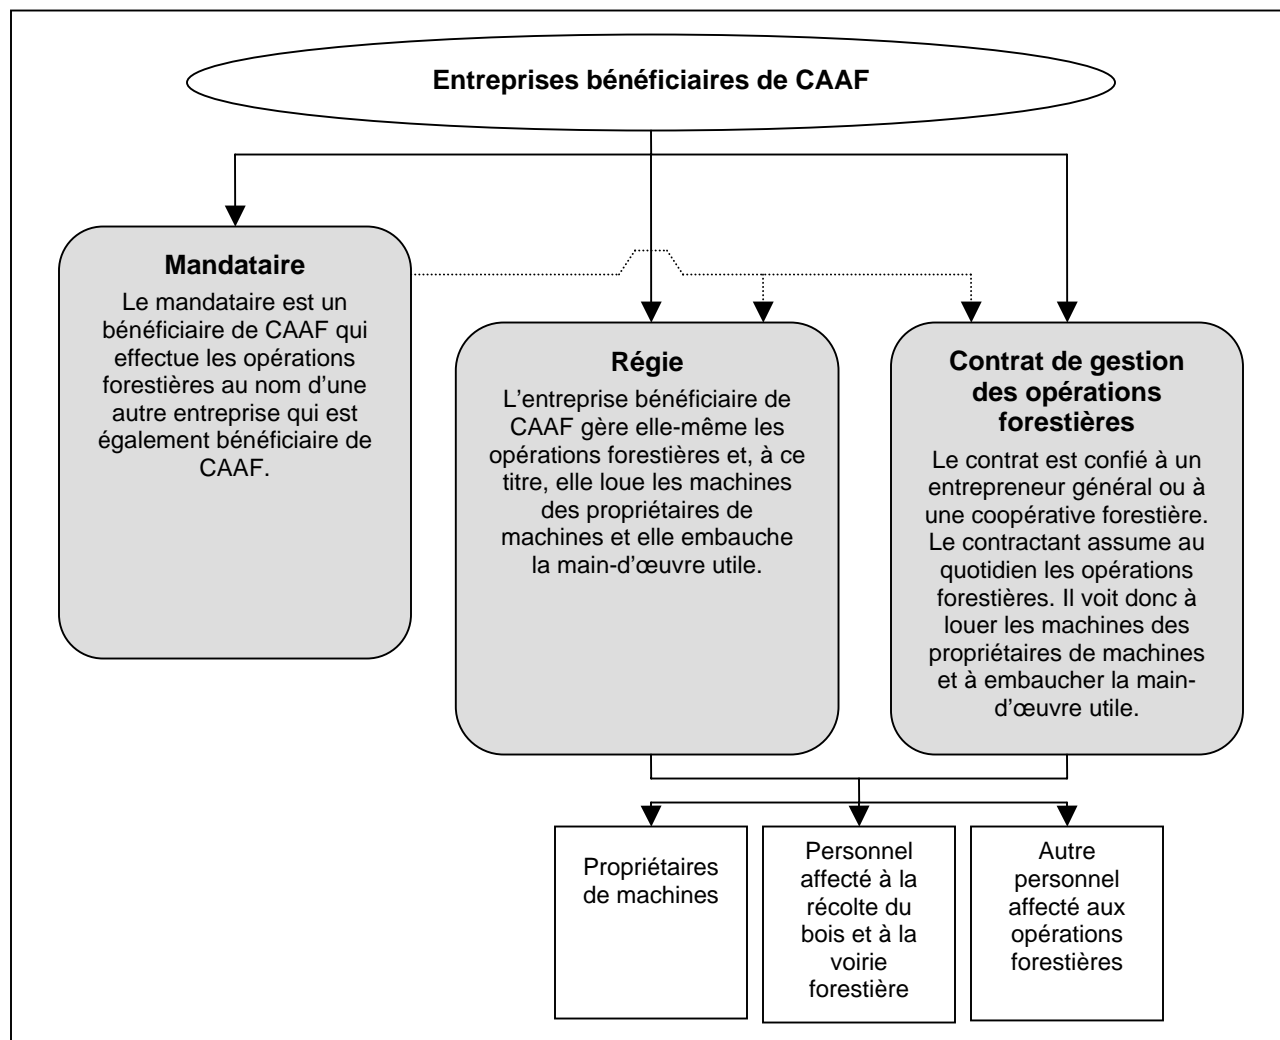 Entreprises bénéficiaires de CAAF
Mandataire
Le mandataire est un
bénéficiaire de CAAF qui
effectue les opérations
forestières au nom d’une
autre entreprise qui est
également bénéficiaire de
CAAF.
Régie
L’entreprise bénéficiaire de
CAAF gère elle-même les
opérations forestières et, à ce
titre, elle loue les machines
des propriétaires de
machines et elle embauche
la main-d’œuvre utile.
Contrat de gestion
des opérations
forestières
Le contrat est confié à un
entrepreneur général ou à
une coopérative forestière.
Le contractant assume au
quotidien les opérations
forestières. Il voit donc à
louer les machines des
propriétaires de machines
et à embaucher la main-
d’œuvre utile.
Propriétaires
de machines
Personnel
affecté à la
récolte du
bois et à la
voirie
forestière
Autre
personnel
affecté aux
opérations
forestières